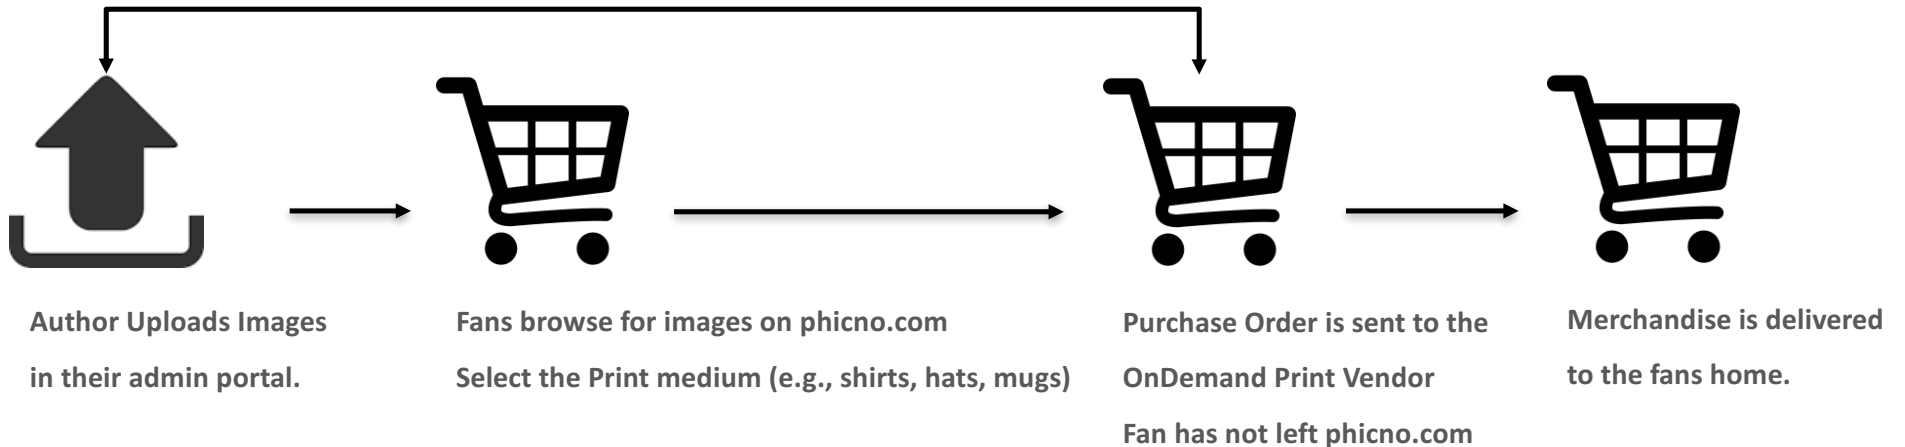 Author Uploads Images
in their admin portal.
Fans browse for images on phicno.com
Select the Print medium (e.g., shirts, hats, mugs)
Purchase Order is sent to the
OnDemand Print Vendor
Fan has not left phicno.com
Merchandise is delivered
to the fans home.